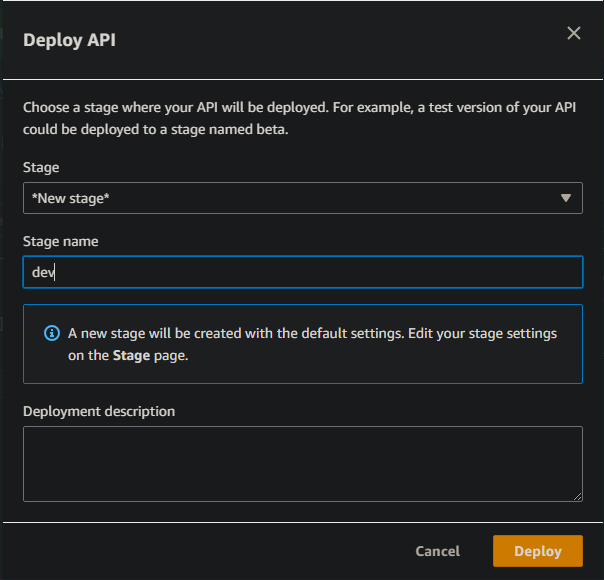 Deploy API
Choose a stage where your API will be deployed. For example, a test version of your API
could be deployed to a stage named beta.
Stage
*New stage*
Stage name
dev
A new stage will be created with the default settings. Edit your stage settings
on the Stage page.
Deployment description
Cancel
Deploy